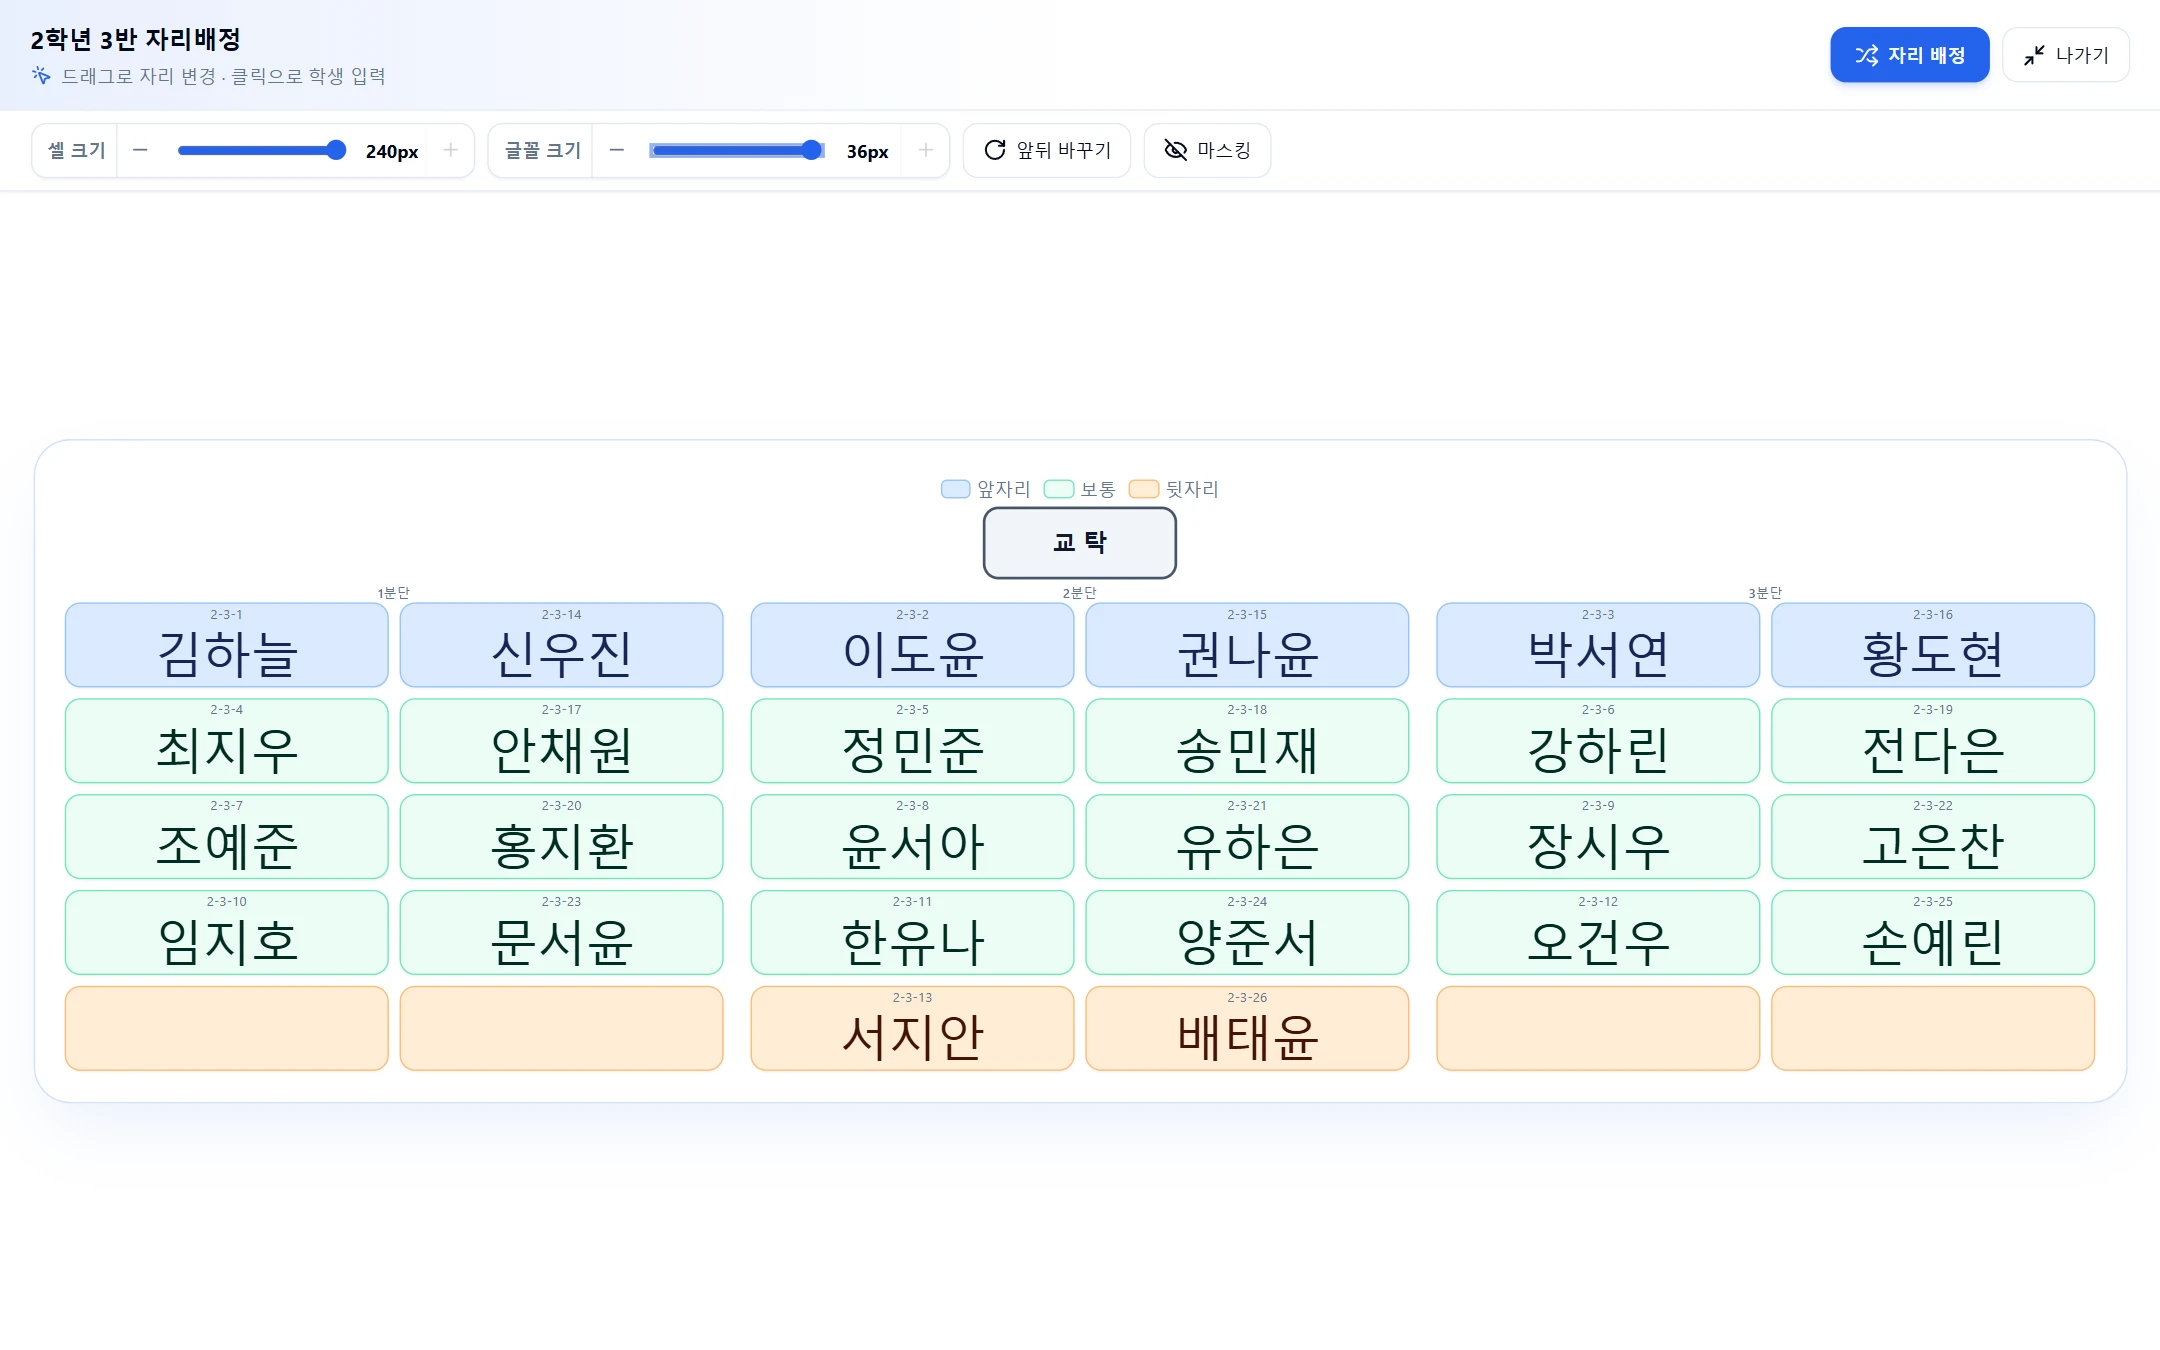 2학년 3반 자리배정
드래그로 자리 변경 · 클릭으로 학생 입력
자리 배정
나가기
셀 크기 − 240px +
글꼴 크기 − 36px +
앞뒤 바꾸기
마스킹
앞자리 보통 뒷자리
교 탁
1분단 2분단 3분단
2-3-1 2-3-14 2-3-2 2-3-15 2-3-3 2-3-16
김하늘 신우진 이도윤 권나윤 박서연 황도현
2-3-4 2-3-17 2-3-5 2-3-18 2-3-6 2-3-19
최지우 안채원 정민준 송민재 강하린 전다은
2-3-7 2-3-20 2-3-8 2-3-21 2-3-9 2-3-22
조예준 홍지환 윤서아 유하은 장시우 고은찬
2-3-10 2-3-23 2-3-11 2-3-24 2-3-12 2-3-25
임지호 문서윤 한유나 양준서 오건우 손예린
2-3-13 2-3-26
서지안 배태윤